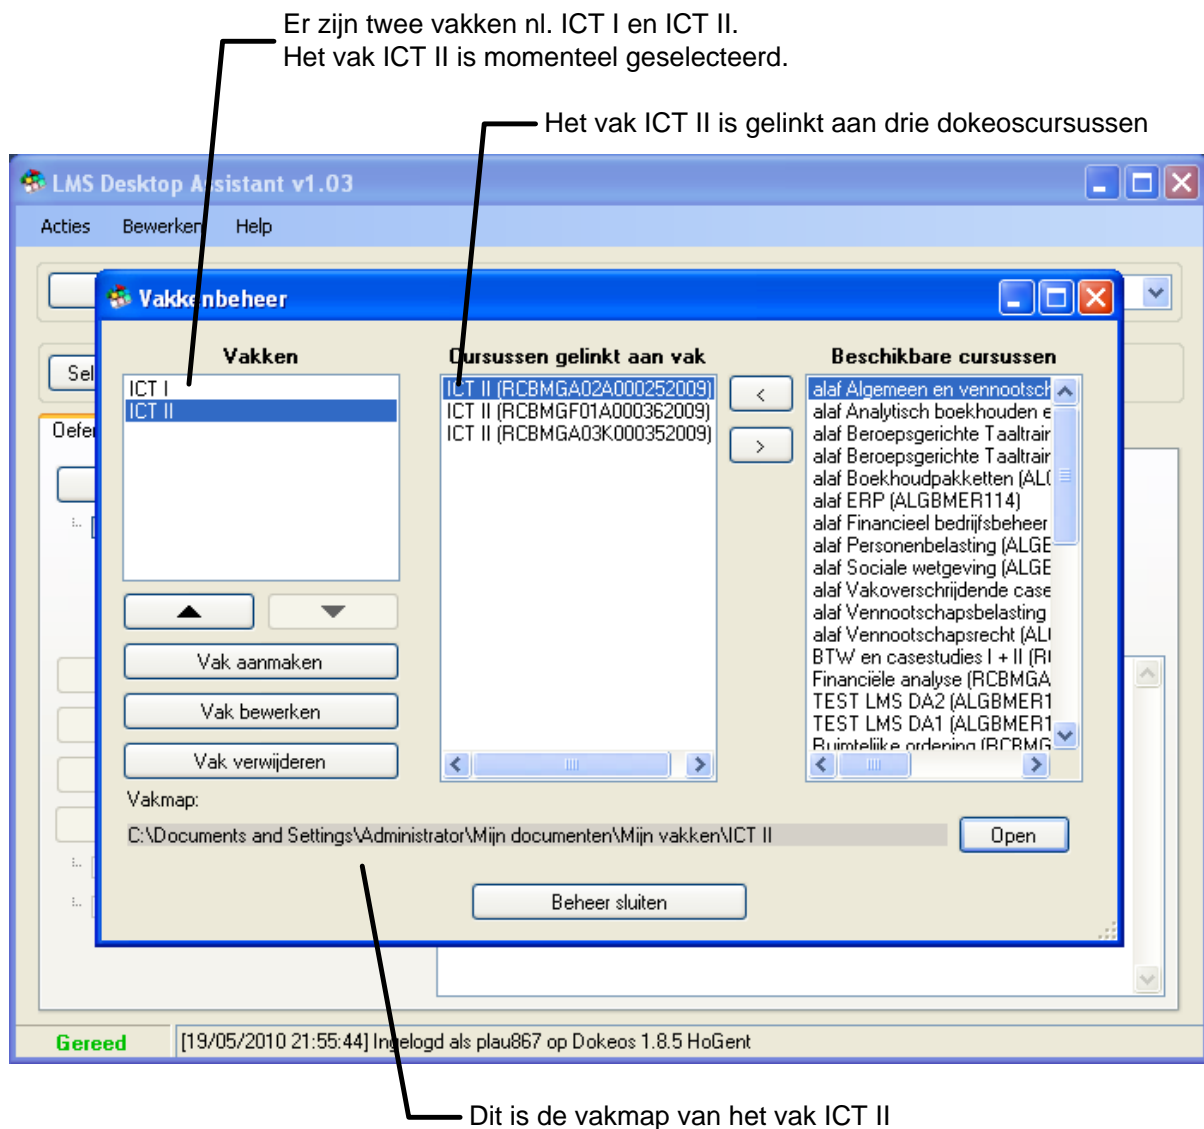 Er zijn twee vakken nl. ICT I en ICT II.
Het vak ICT II is momenteel geselecteerd.
Het vak ICT II is gelinkt aan drie dokeoscursussen
LMS Desktop Assistant v1.03
Acties Bewerken Help
Vakkenbeheer
Sel
Oefer
Vakken
ICT I
ICT II
Vak aanmaken
Vak bewerken
Vak verwijderen
Cursussen gelinkt aan vak
ICT II (RCBMGA02A000252009)
ICT II (RCBMGF01A000362009)
ICT II (RCBMGA03K000352009)
<
>
Beschikbare cursussen
alaf Algemeen en vennootsch
alaf Analytisch boekhouden e
alaf Beroepsgerichte Taaltrair
alaf Beroepsgerichte Taaltrair
alaf Boekhoudpakketten (AL
alaf ERP (ALGBMER114)
alaf Financieel bedrijfsbeheer
alaf Personenbelasting (ALGE
alaf Sociale wetgeving (ALGE
alaf Vakoverschrijdende case
alaf Vennootschapsbelasting
alaf Vennootschapsrecht (AL
BTW en casestudies I + II (R
Financiële analyse (RCBMGA
TEST LMS DA2 (ALGBMER1
TEST LMS DA1 (ALGBMER1
Ruimtelijke ordening (RCBMG
Vakmap:
C:\Documents and Settings\Administrator\Mijn documenten\Mijn vakken\ICT II
Open
Beheer sluiten
Gereed [19/05/2010 21:55:44] Ingelogd als plau867 op Dokeos 1.8.5 HoGent
Dit is de vakmap van het vak ICT II